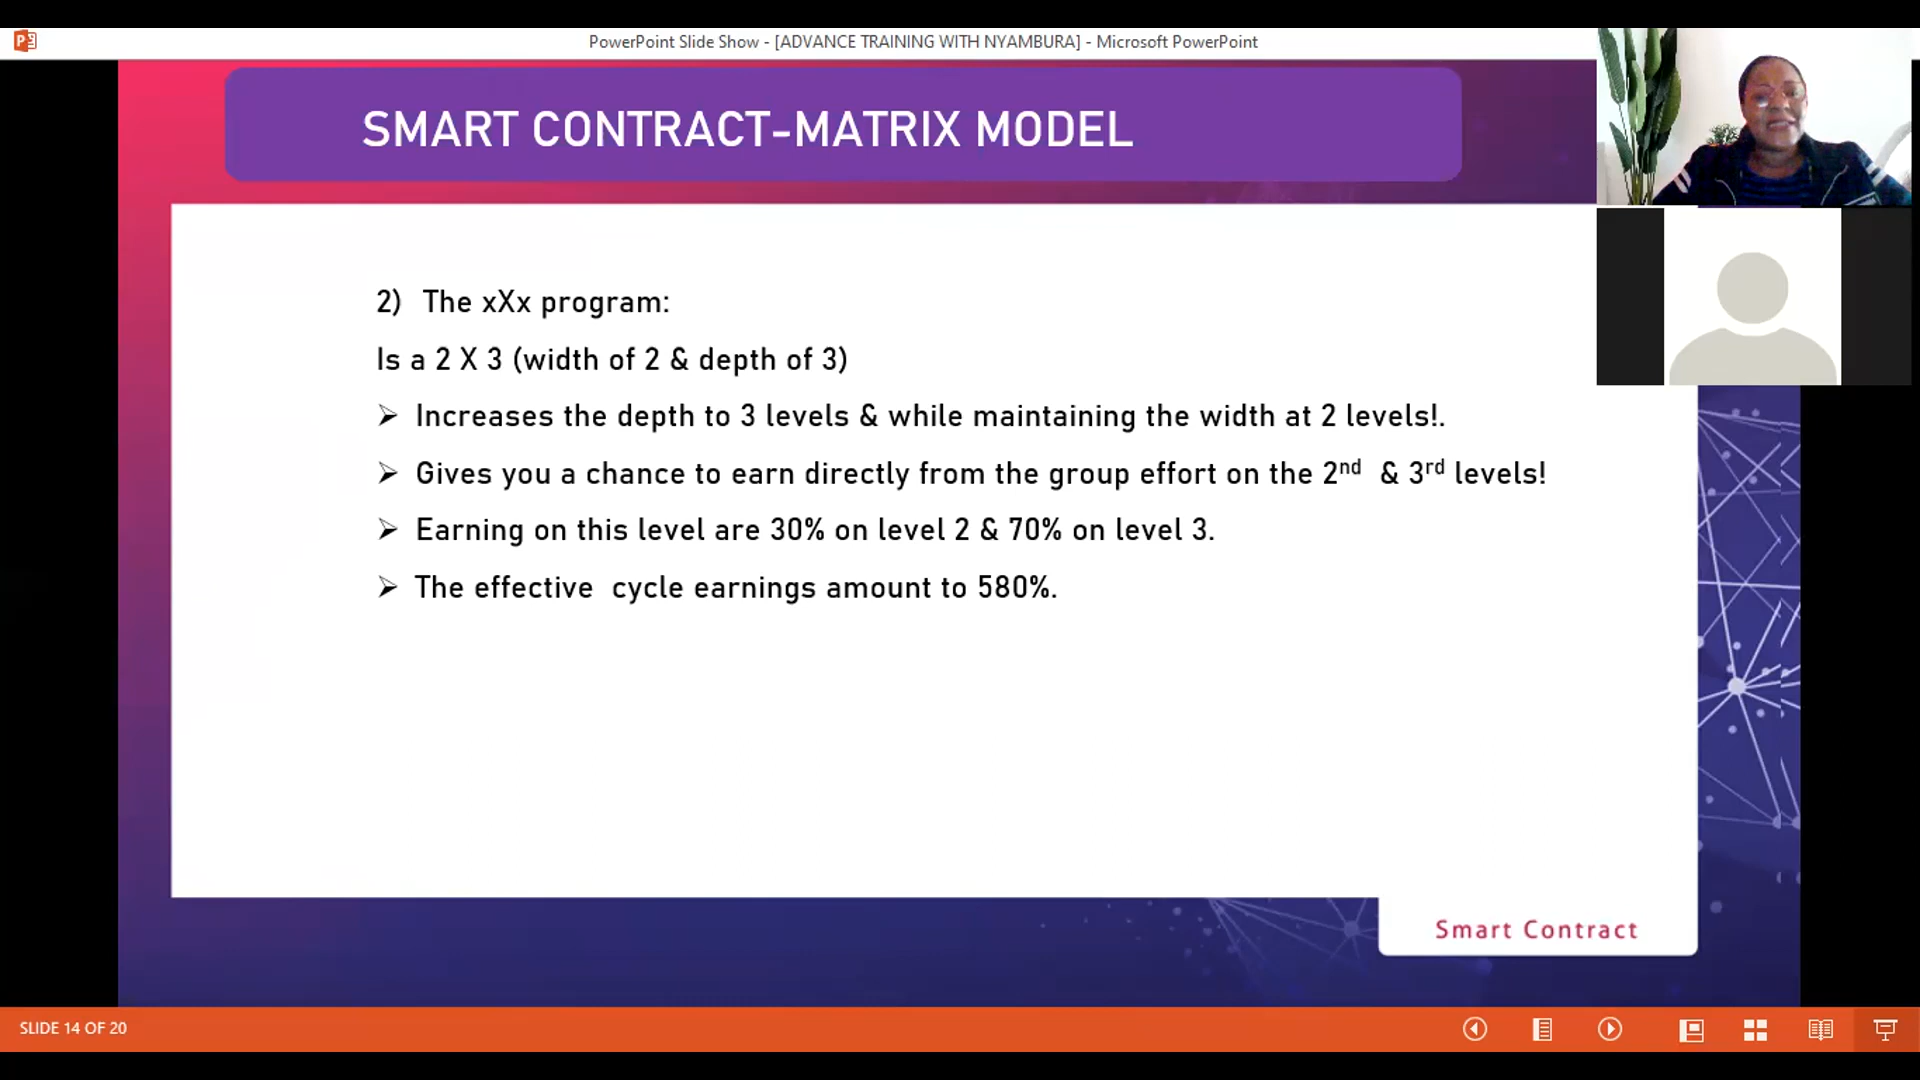 PowerPoint Slide Show - [ADVANCE TRAINING WITH NYAMBURA] - Microsoft PowerPoint
SMART CONTRACT-MATRIX MODEL
2) The xXx program:
Is a 2 X 3 (width of 2 & depth of 3)
➢ Increases the depth to 3 levels & while maintaining the width at 2 levels!.
➢ Gives you a chance to earn directly from the group effort on the 2nd & 3rd levels!
➢ Earning on this level are 30% on level 2 & 70% on level 3.
➢ The effective cycle earnings amount to 580%.
Smart Contract
SLIDE 14 OF 20